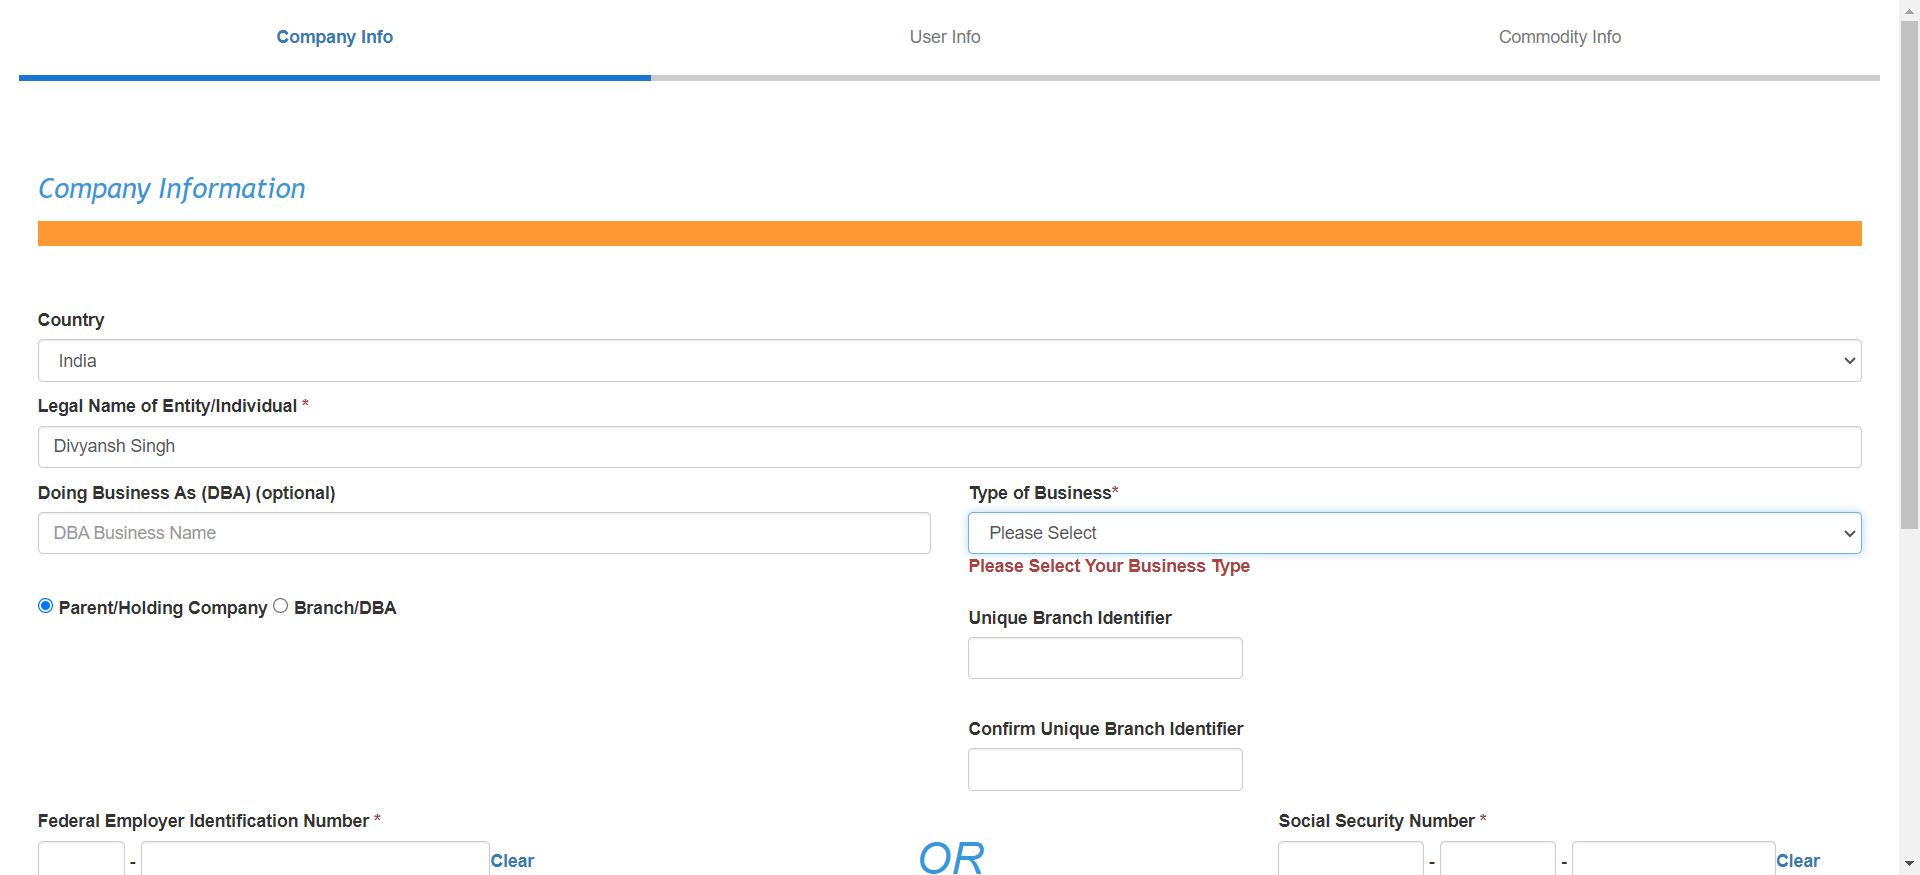 Company Info User Info Commodity Info
Company Information
Country
India
Legal Name of Entity/Individual *
Divyansh Singh
Doing Business As (DBA) (optional) Type of Business*
DBA Business Name Please Select
Please Select Your Business Type
Parent/Holding Company Branch/DBA
Unique Branch Identifier
Confirm Unique Branch Identifier
Federal Employer Identification Number * Social Security Number *
- Clear OR - - Clear